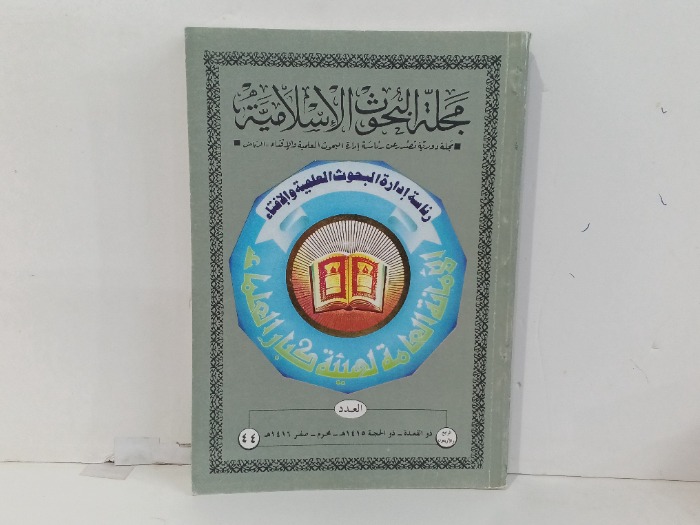 مجلة البحوث الإسلامية
مجلة دورية تصدر عن رئاسة إدارة البحوث العلمية والإفتاء - الرياض
رئاسة إدارة البحوث العلمية والإفتاء
الأمانة العامة لهيئة كبار العلماء
العدد
ذو القعدة - ذو الحجة ١٤١٥هـ - محرم - صفر ١٤١٦هـ
٤٤